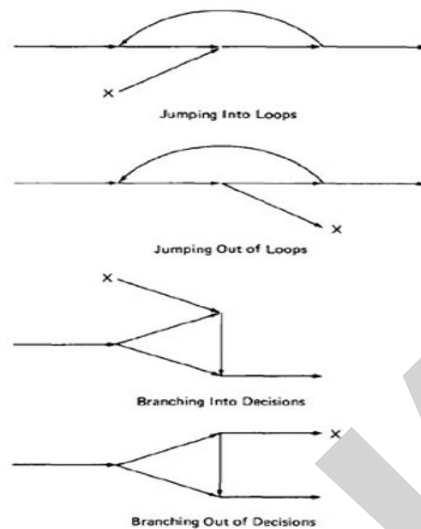 X
Jumping Into Loops
X
Jumping Out of Loops
X
Branching Into Decisions
X
Branching Out of Decisions